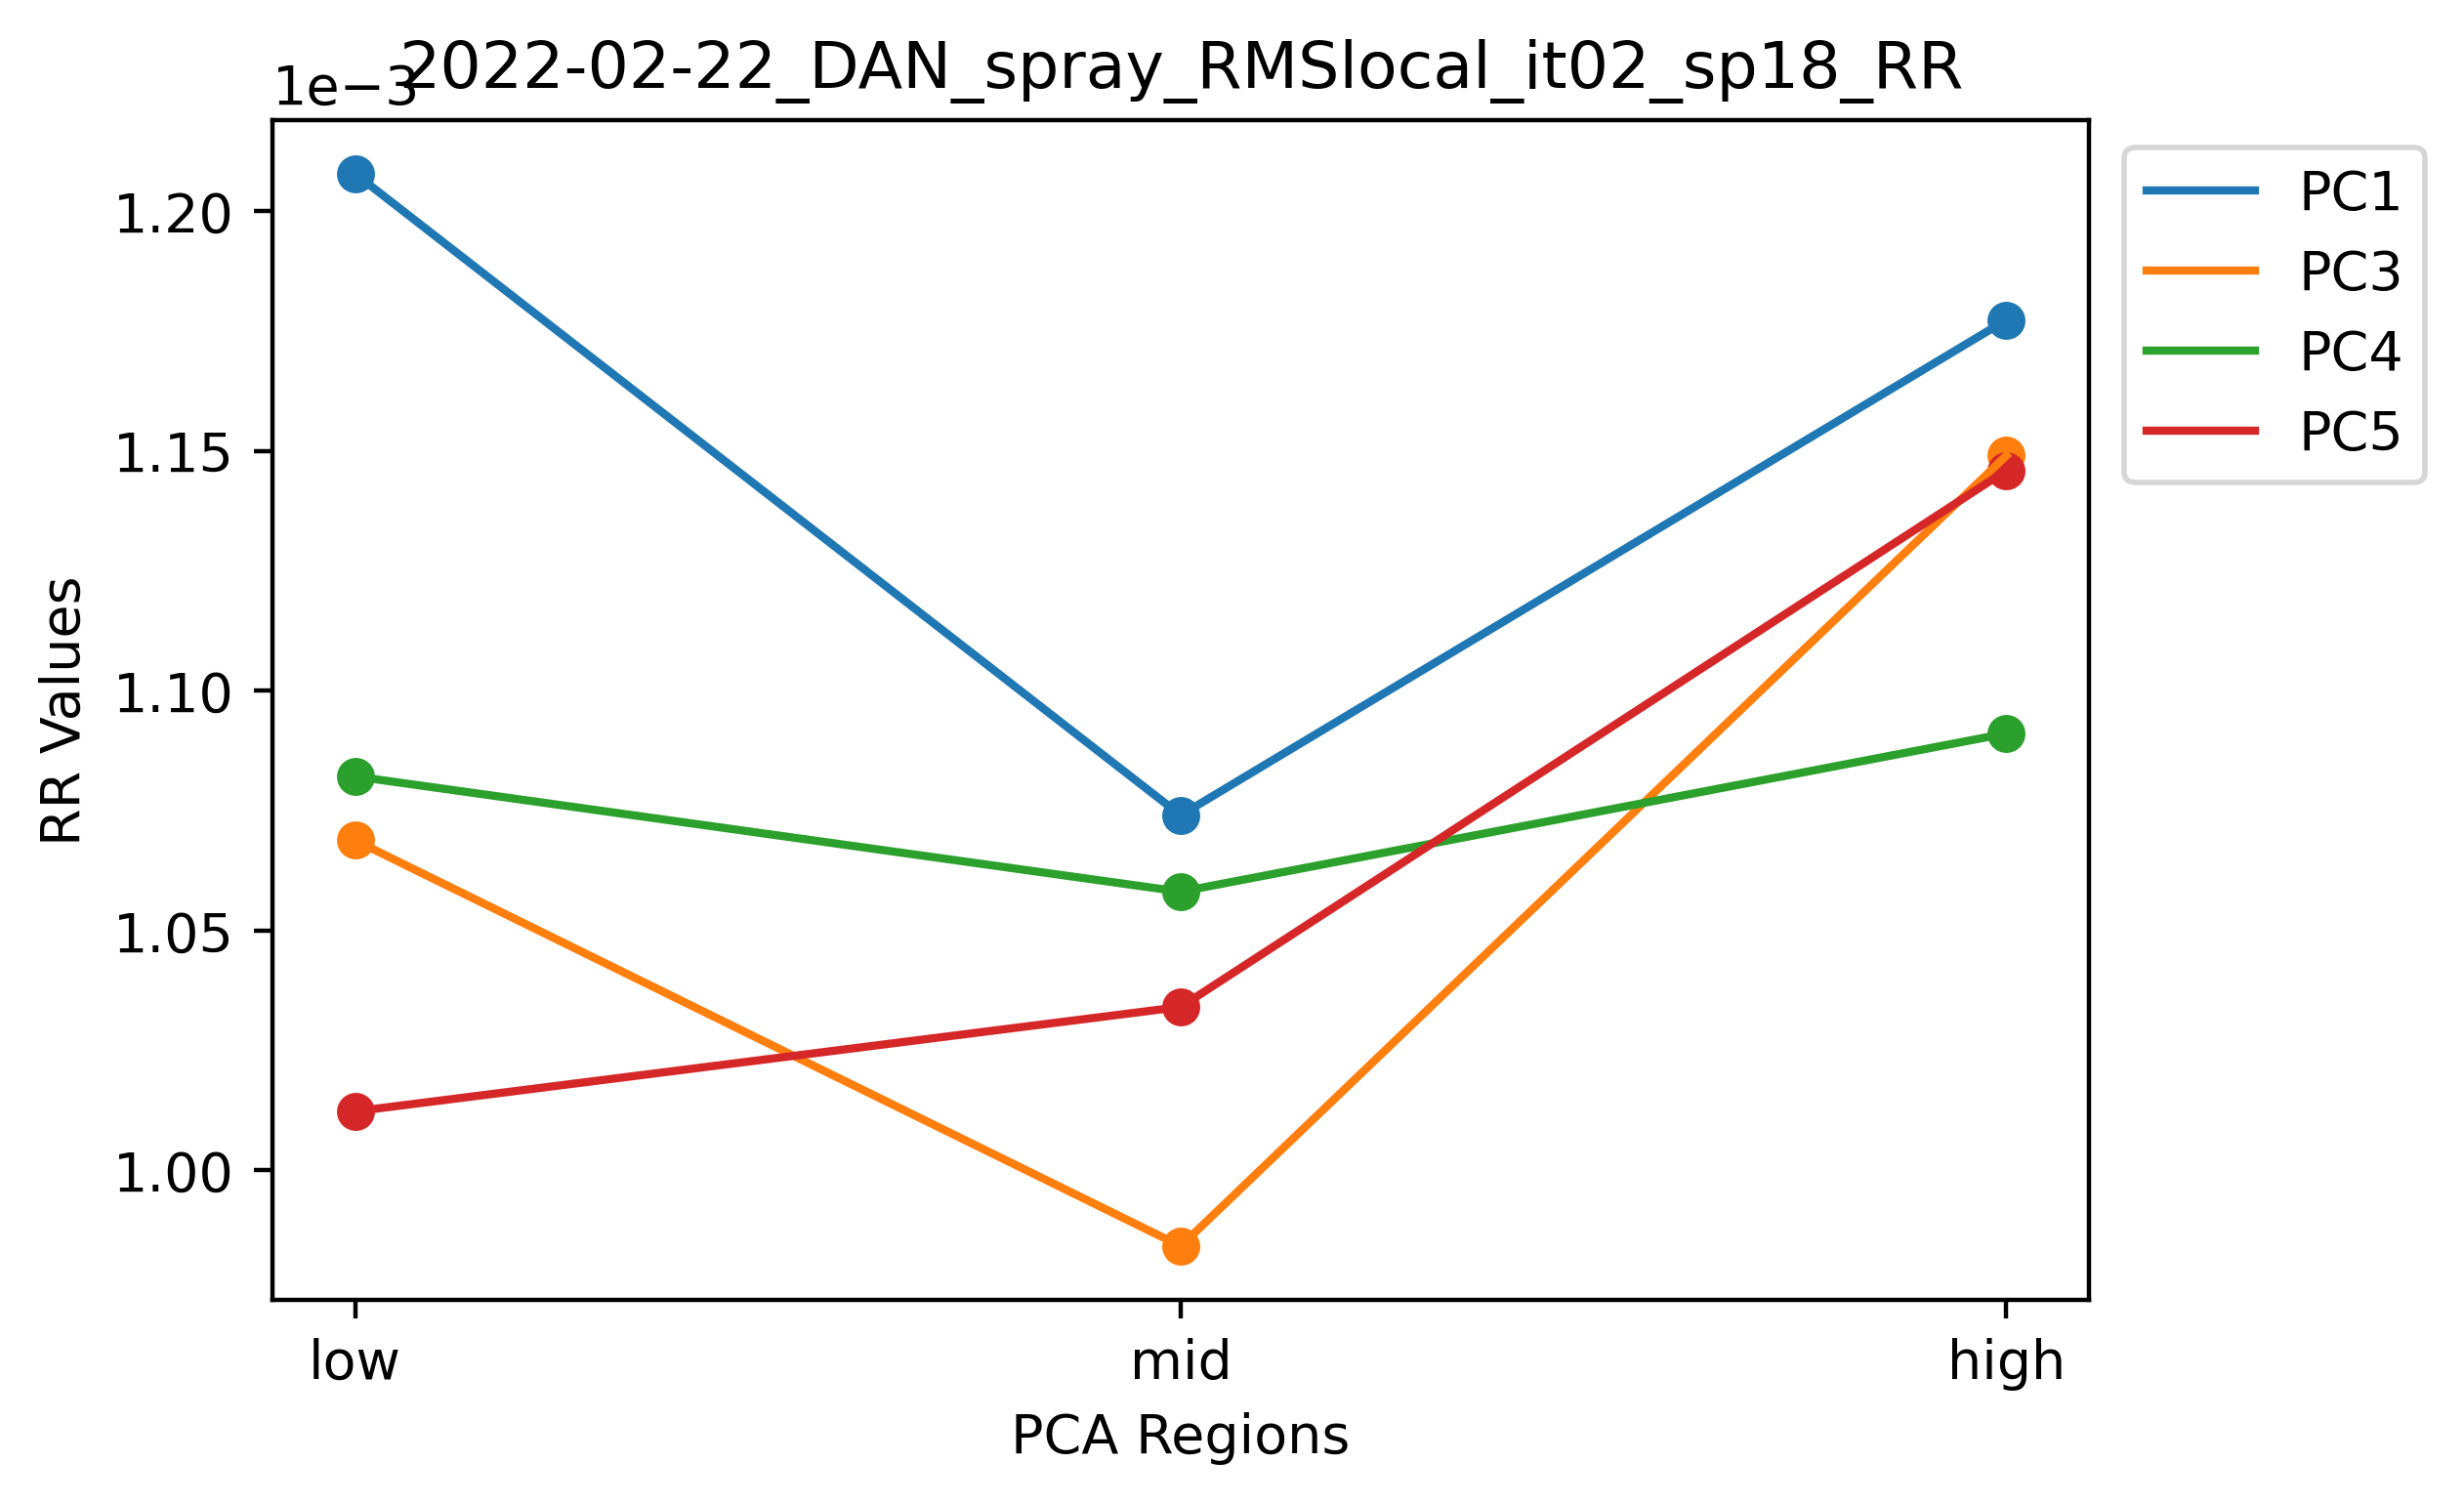 2022-02-22_DAN_spray_RMSlocal_it02_sp18_RR
1e−3
1.20
1.15
1.10
1.05
1.00
RR Values
low mid high
PCA Regions
PC1
PC3
PC4
PC5